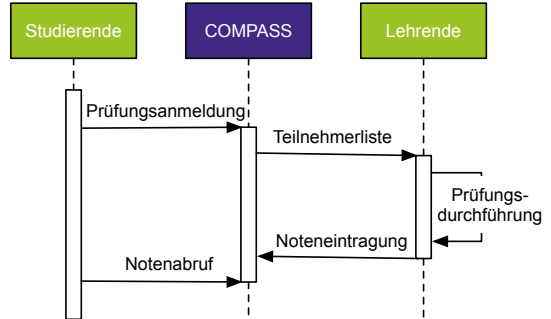 Studierende
COMPASS
Lehrende
Prüfungsanmeldung
Teilnehmerliste
Prüfungs-
durchführung
Noteneintragung
Notenabruf